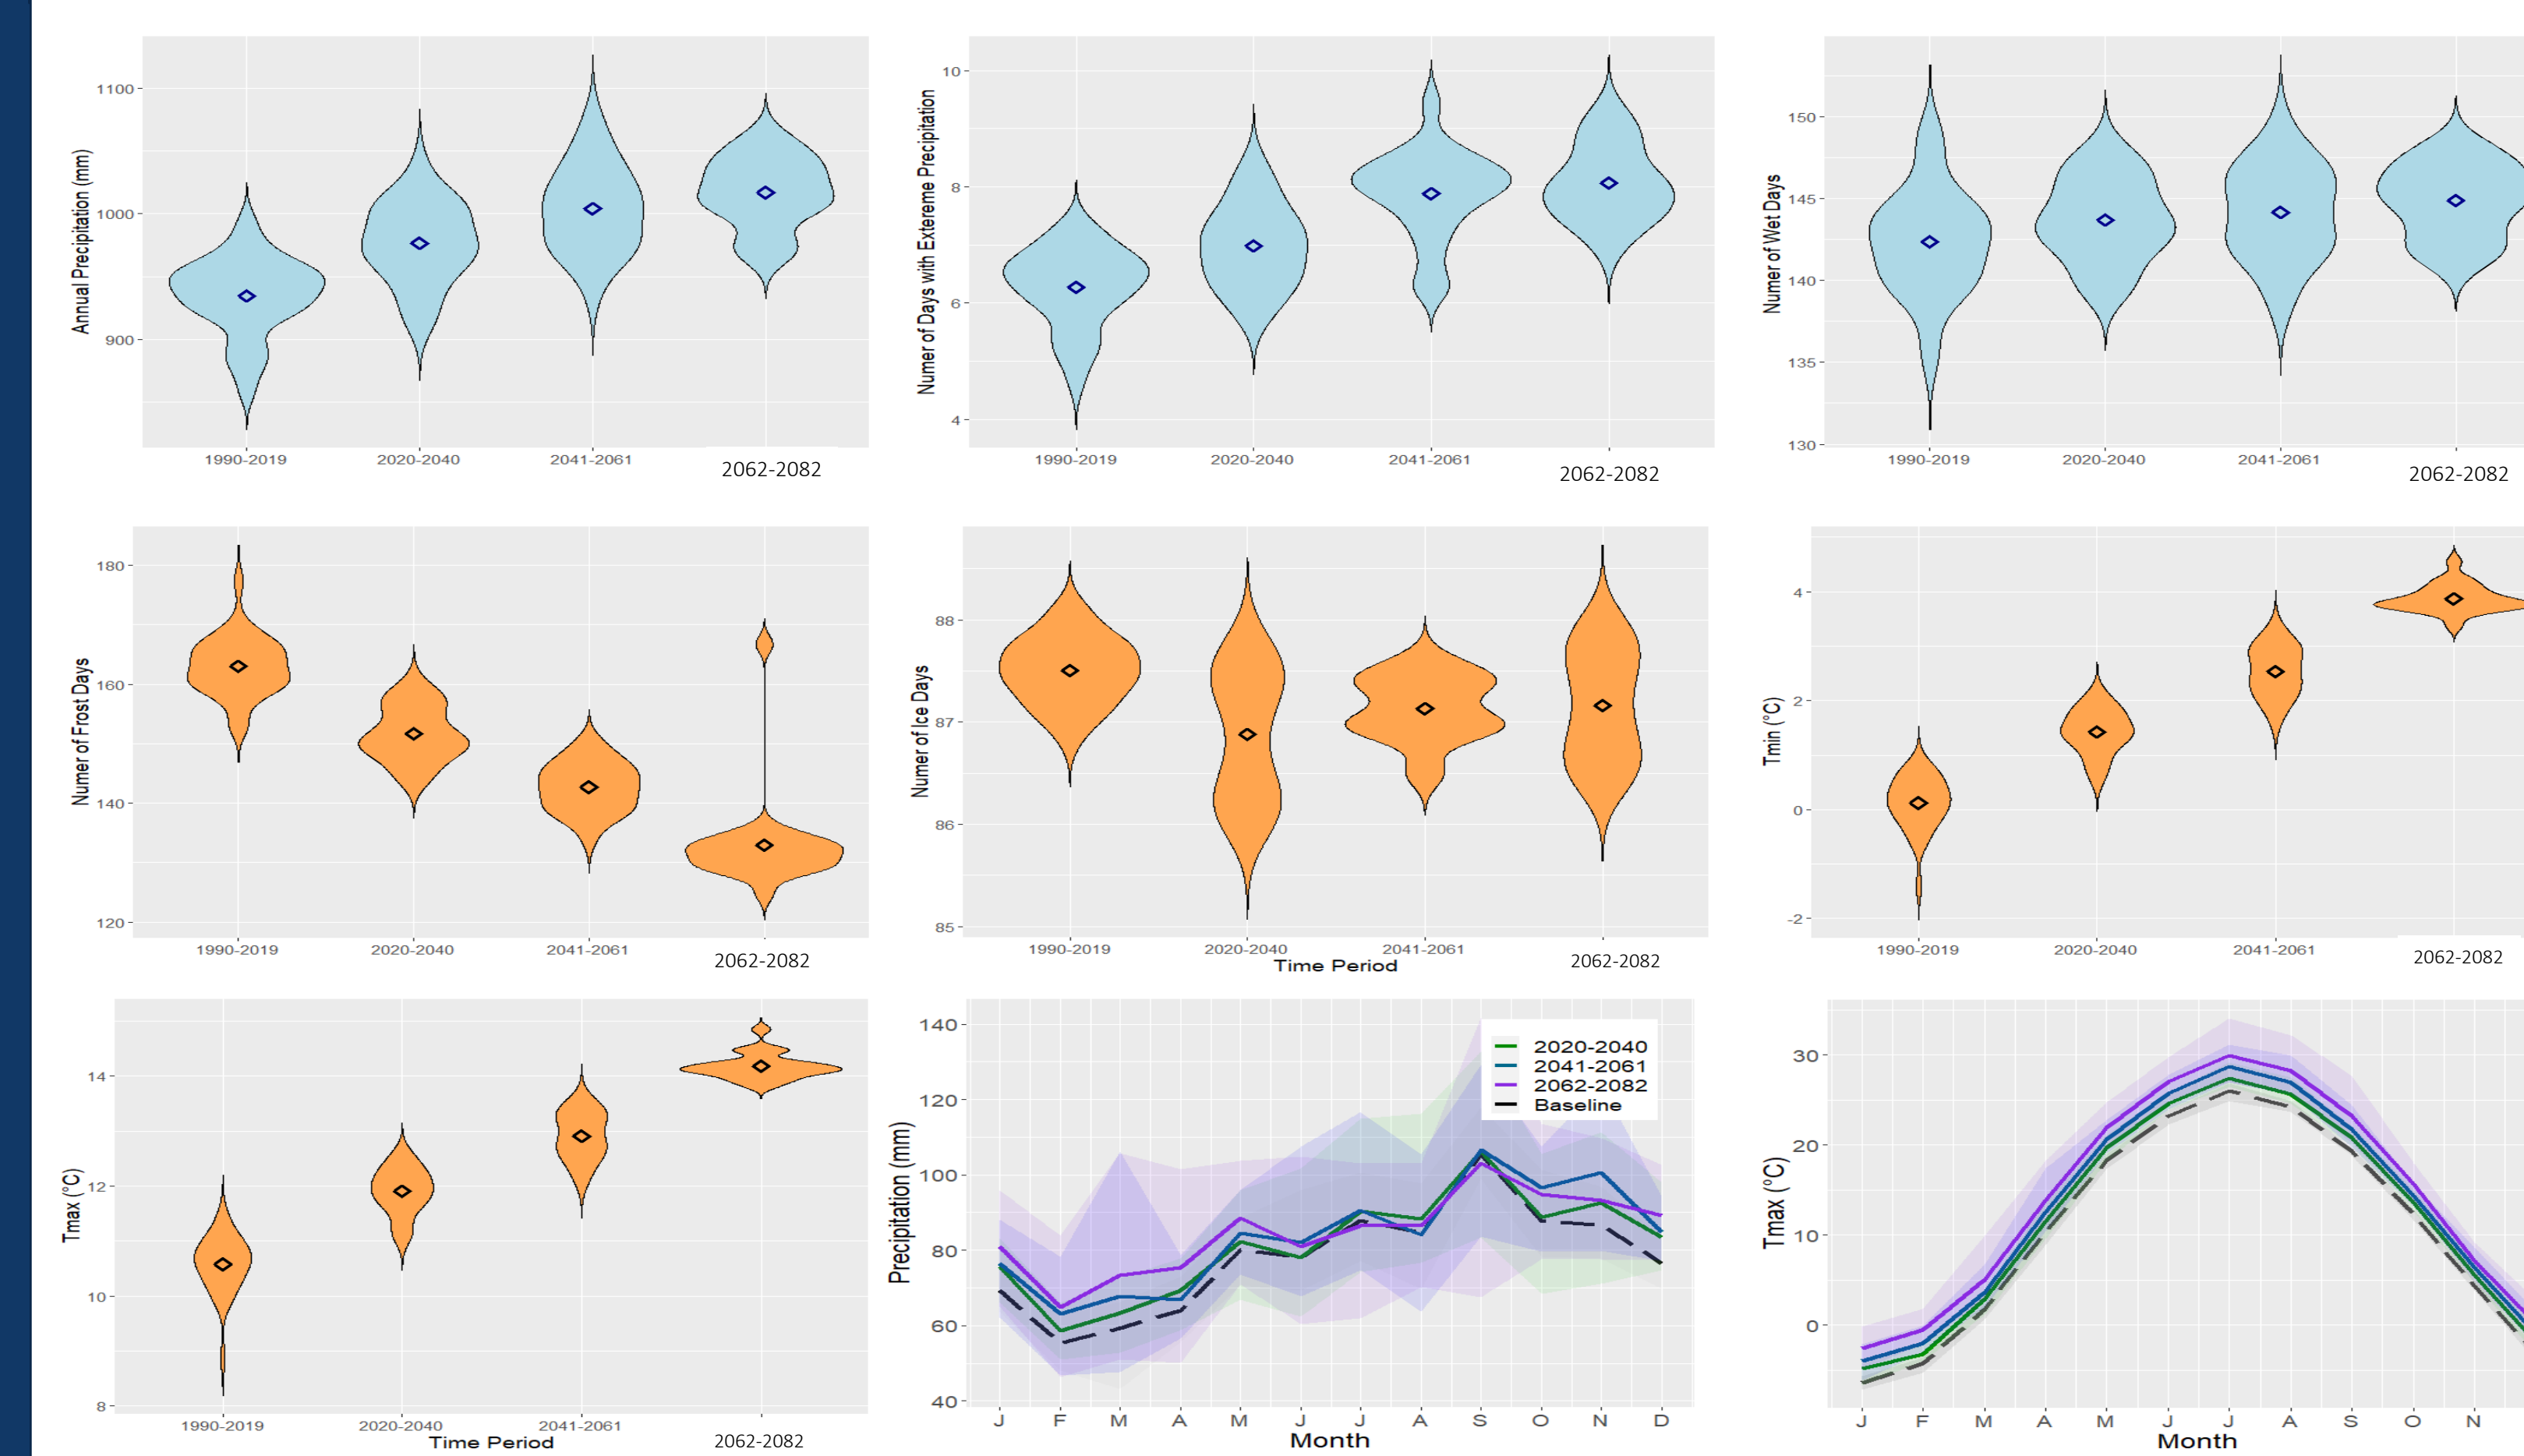 Annual Precipitation (mm)
1100
1000
900
1990-2019 2020-2040 2041-2061 2062-2082
Numer of Days with Extereme Precipitation
10
8
6
4
1990-2019 2020-2040 2041-2061 2062-2082
Numer of Wet Days
150
145
140
135
130
1990-2019 2020-2040 2041-2061 2062-2082
Numer of Frost Days
180
160
140
120
1990-2019 2020-2040 2041-2061 2062-2082
Numer of Ice Days
88
87
86
85
1990-2019 2020-2040 2041-2061 2062-2082
Time Period
Tmin (°C)
4
2
0
-2
1990-2019 2020-2040 2041-2061 2062-2082
Tmax (°C)
14
12
10
8
1990-2019 2020-2040 2041-2061 2062-2082
Time Period
Precipitation (mm)
140
120
100
80
60
40
2020-2040
2041-2061
2062-2082
Baseline
J F M A M J J A S O N D
Month
Tmax (°C)
30
20
10
0
J F M A M J J A S O N
Month